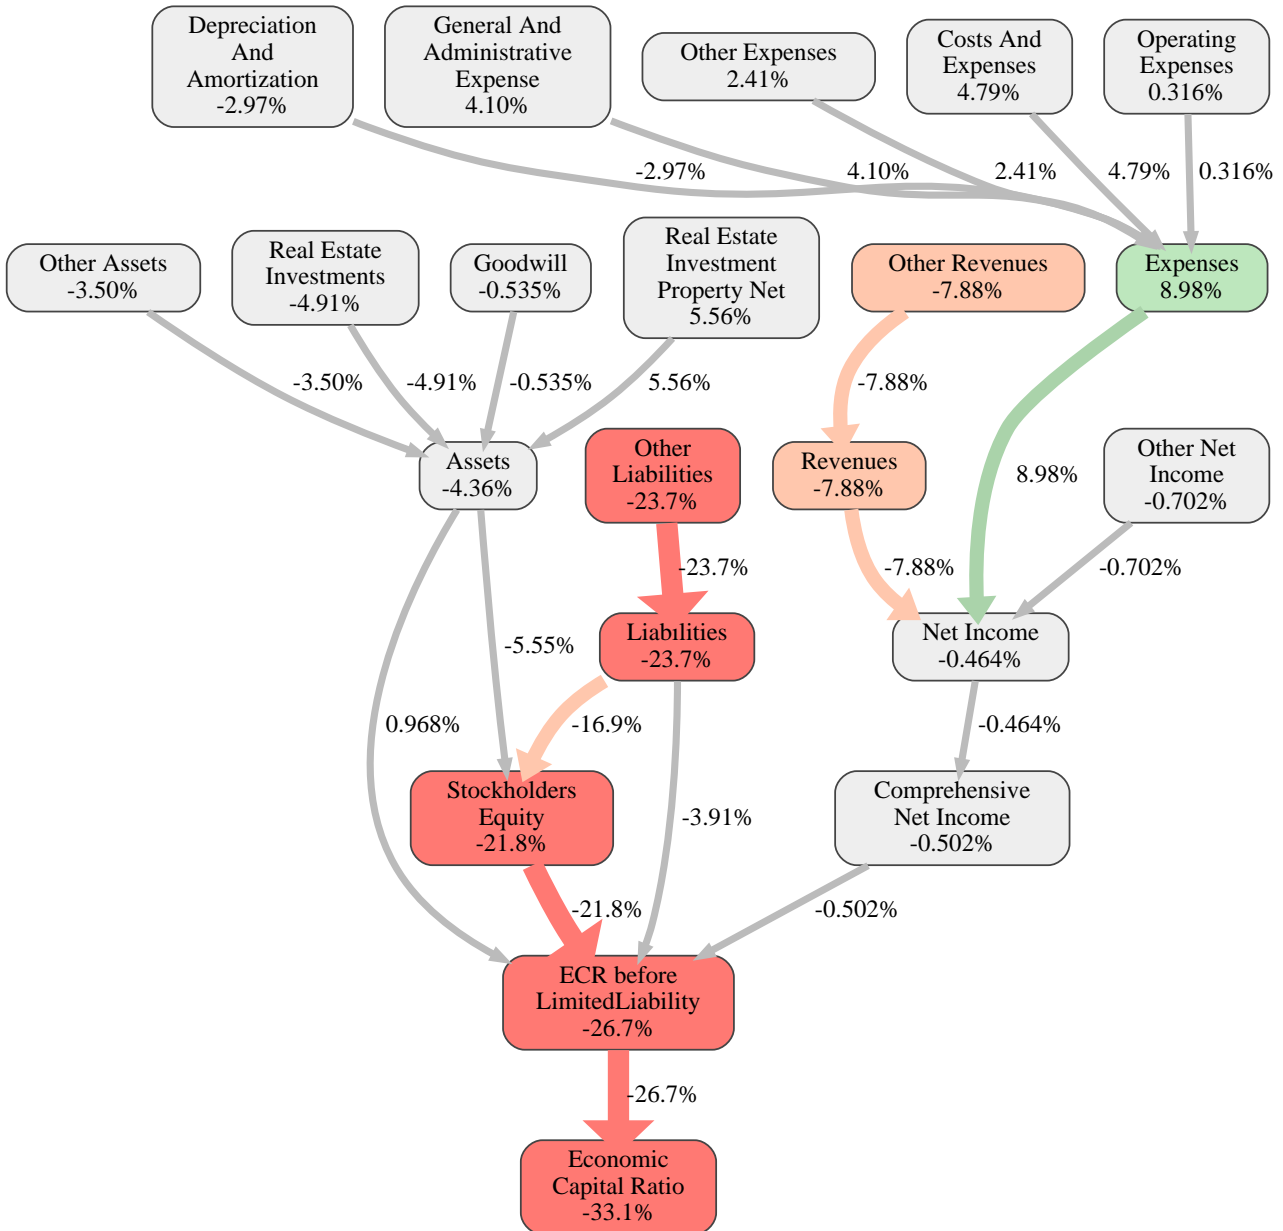 Depreciation
And
Amortization
-2.97%
General And
Administrative
Expense
4.10%
Other Expenses
2.41%
Costs And
Expenses
4.79%
Operating
Expenses
0.316%
-2.97%
4.10%
2.41%
4.79%
0.316%
Other Assets
-3.50%
Real Estate
Investments
-4.91%
Goodwill
-0.535%
Real Estate
Investment
Property Net
5.56%
Other Revenues
-7.88%
Expenses
8.98%
-3.50%
-4.91%
-0.535%
5.56%
-7.88%
Assets
-4.36%
Other
Liabilities
-23.7%
Revenues
-7.88%
8.98%
Other Net
Income
-0.702%
-23.7%
-7.88%
-0.702%
-5.55%
Liabilities
-23.7%
Net Income
-0.464%
0.968%
-16.9%
-0.464%
Stockholders
Equity
-21.8%
-3.91%
Comprehensive
Net Income
-0.502%
-21.8%
-0.502%
ECR before
LimitedLiability
-26.7%
-26.7%
Economic
Capital Ratio
-33.1%